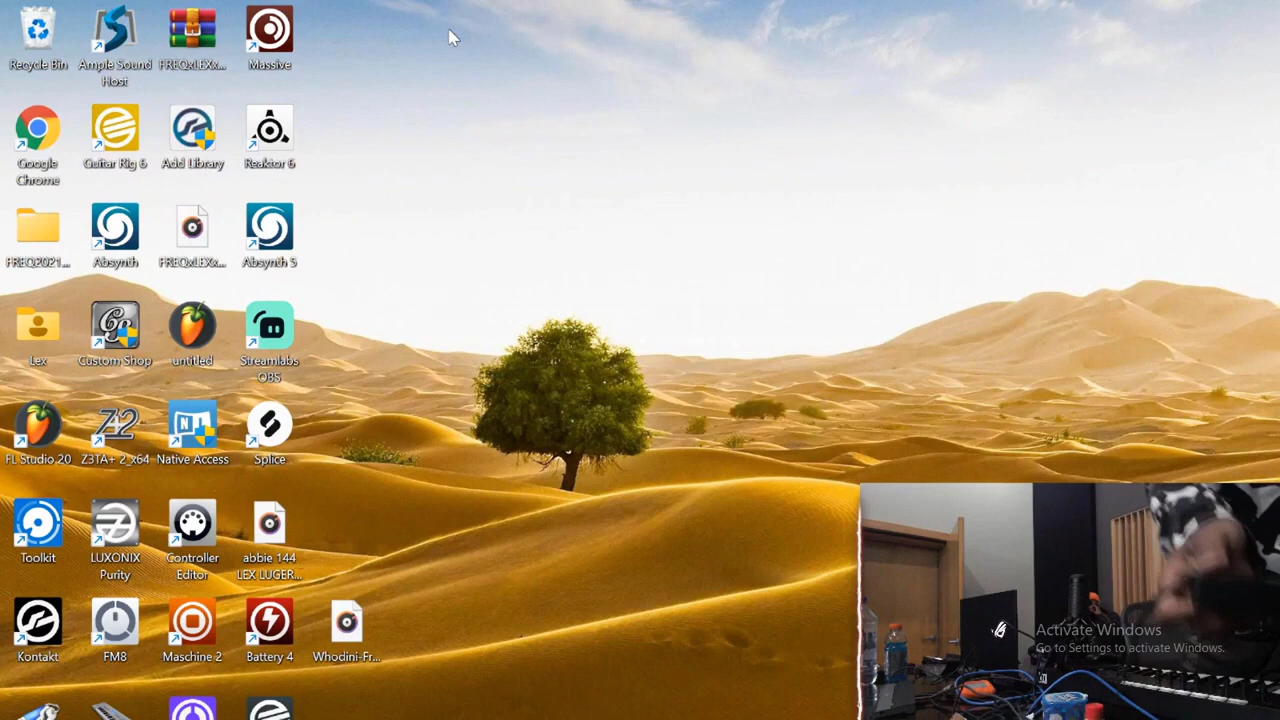 Recycle Bin
Ample Sound
Host
FREQxLEXx...
Massive
Google
Chrome
Guitar Rig 6
Add Library
Reaktor 6
FREQ2021...
Absynth
FREQxLEXx...
Absynth 5
Lex
Custom Shop
untitled
Streamlabs
OBS
FL Studio 20
Z3TA+ 2_x64
Native Access
Splice
Toolkit
LUXONIX
Purity
Controller
Editor
abbie 144
LEX LUGER...
Kontakt
FM8
Maschine 2
Battery 4
Whodini-Fr...
Activate Windows
Go to Settings to activate Windows.